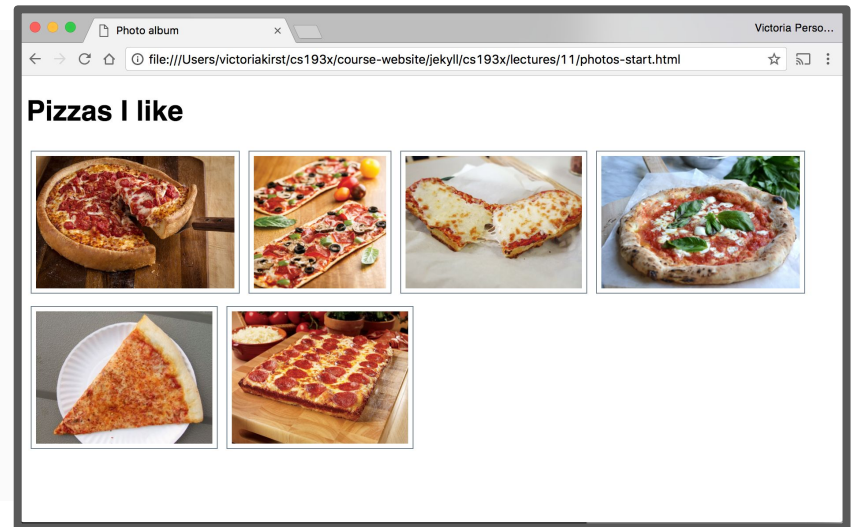 Photo album
Victoria Perso...
file:///Users/victoriakirst/cs193x/course-website/jekyll/cs193x/lectures/11/photos-start.html
Pizzas I like